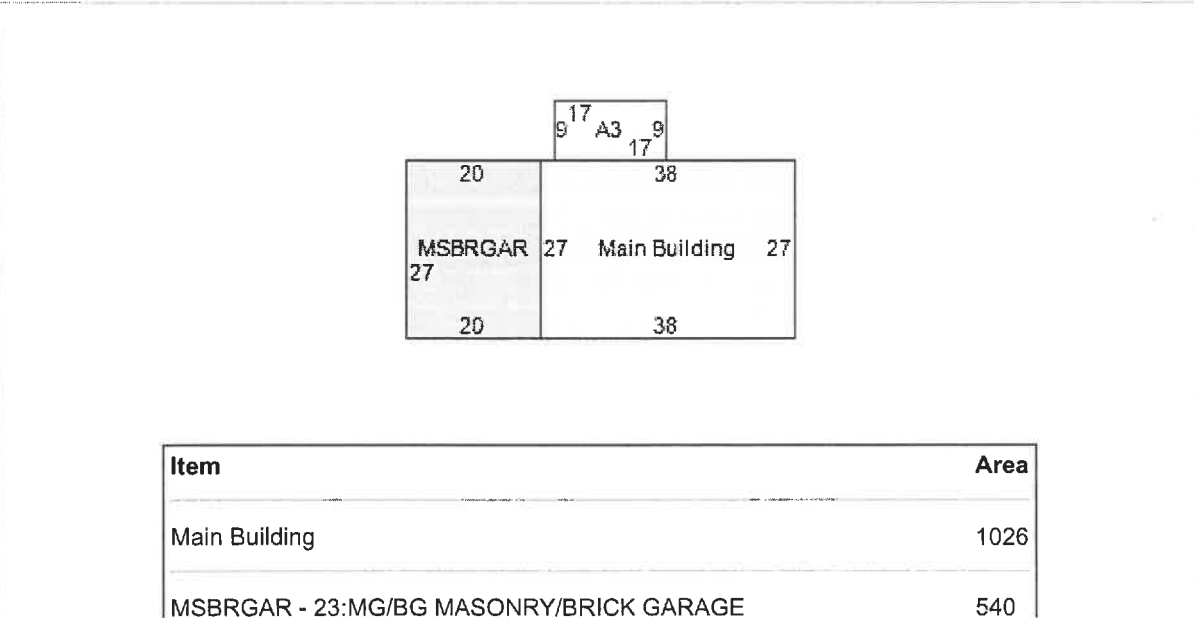 17
9 A3 9
17
20 38
MSBRGAR 27 Main Building 27
27
20 38
Item Area
Main Building 1026
MSBRGAR - 23:MG/BG MASONRY/BRICK GARAGE 540